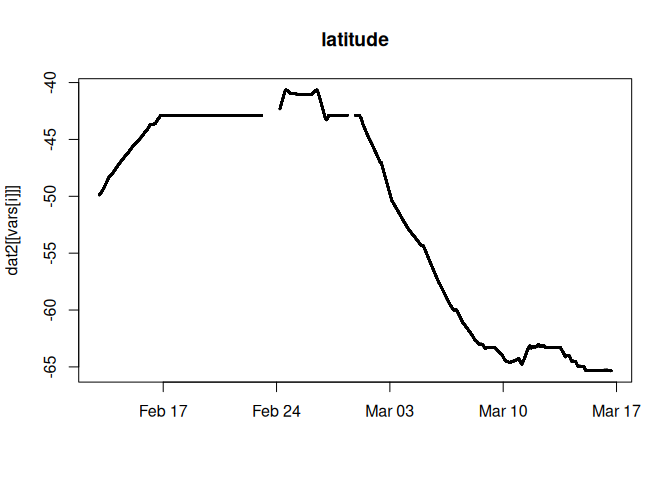 latitude
dat2[[vars[i]]]
-40
-45
-50
-55
-60
-65
Feb 17
Feb 24
Mar 03
Mar 10
Mar 17